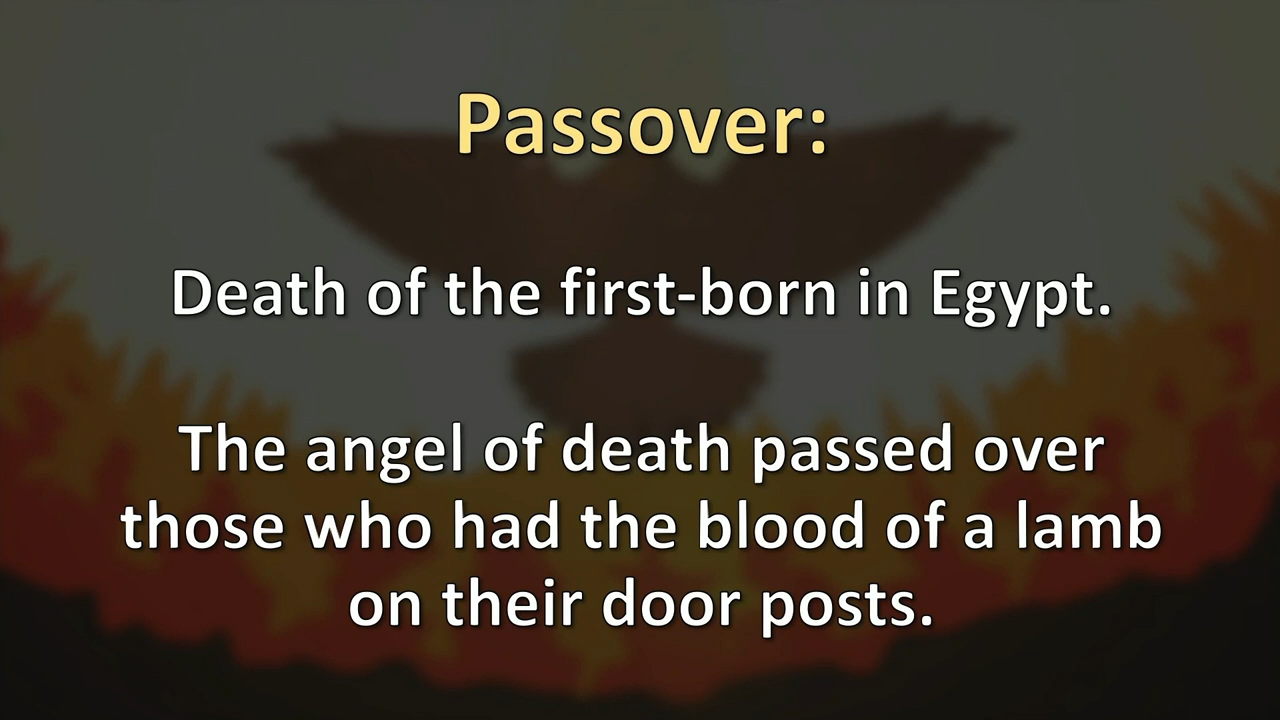 Passover:
Death of the first-born in Egypt.
The angel of death passed over
those who had the blood of a lamb
on their door posts.